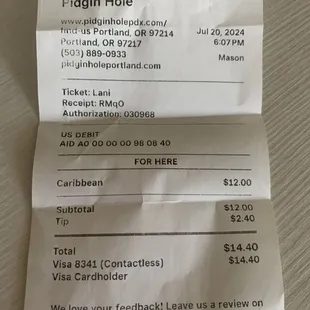 Pidgin Hole
www.pidginholepdx.com/
find-us Portland, OR 97214
Portland, OR 97217
(503) 889-0933
pidginholeportland.com
Jul 20, 2024
6:07 PM
Mason
Ticket: Lani
Receipt: RMqO
Authorization: 030968
US DEBIT
AID A0 00 00 00 98 08 40
FOR HERE
Caribbean $12.00
Subtotal $12.00
Tip $2.40
Total $14.40
Visa 8341 (Contactless) $14.40
Visa Cardholder
We love your feedback! Leave us a review on